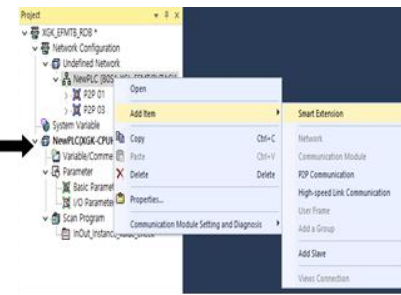 Project
XGK_EFMTB_RDB *
Network Configuration
Undefined Network
NewPLC [B0S
P2P 01
P2P 03
System Variable
NewPLC(XGK-CPUH
Variable/Comme
Parameter
Basic Paramet
I/O Paramete
Scan Program
InOut_Instance_Value_Check
Open
Add Item
Copy Ctrl+C
Paste Ctrl+V
Delete Delete
Properties...
Communication Module Setting and Diagnosis
Smart Extension
Network
Communication Module
P2P Communication
High-speed Link Communication
User Frame
Add a Group
Add Slave
Views Connection